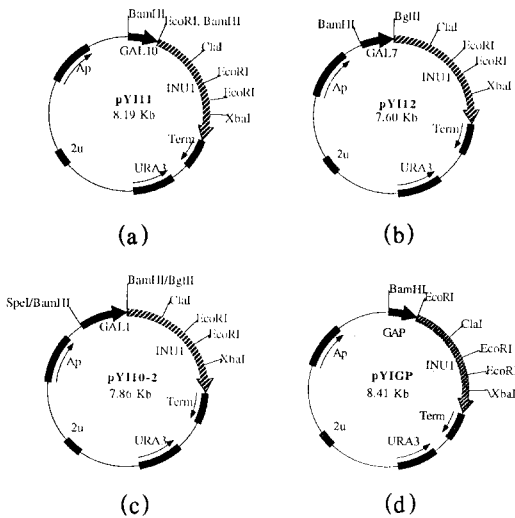 BamHI
EcoRI, BamHI
GAL10
ClaI
EcoRI
Ap
INU1
EcoRI
pYI11
8.19 Kb
XbaI
Term
2u
URA3
(a)
BamHI
BglII
ClaI
GAL7
EcoRI
EcoRI
Ap
INU1
XbaI
pYI12
7.60 Kb
Term
2u
URA3
(b)
BamHI/BglII
SpeI/BamHI
ClaI
GAL1
EcoRI
EcoRI
Ap
INU1
XbaI
pYI10-2
7.86 Kb
Term
2u
URA3
(c)
BamHI
EcoRI
GAP
ClaI
Ap
INU1
EcoRI
EcoRI
pYIGP
8.41 Kb
XbaI
Term
2u
URA3
(d)